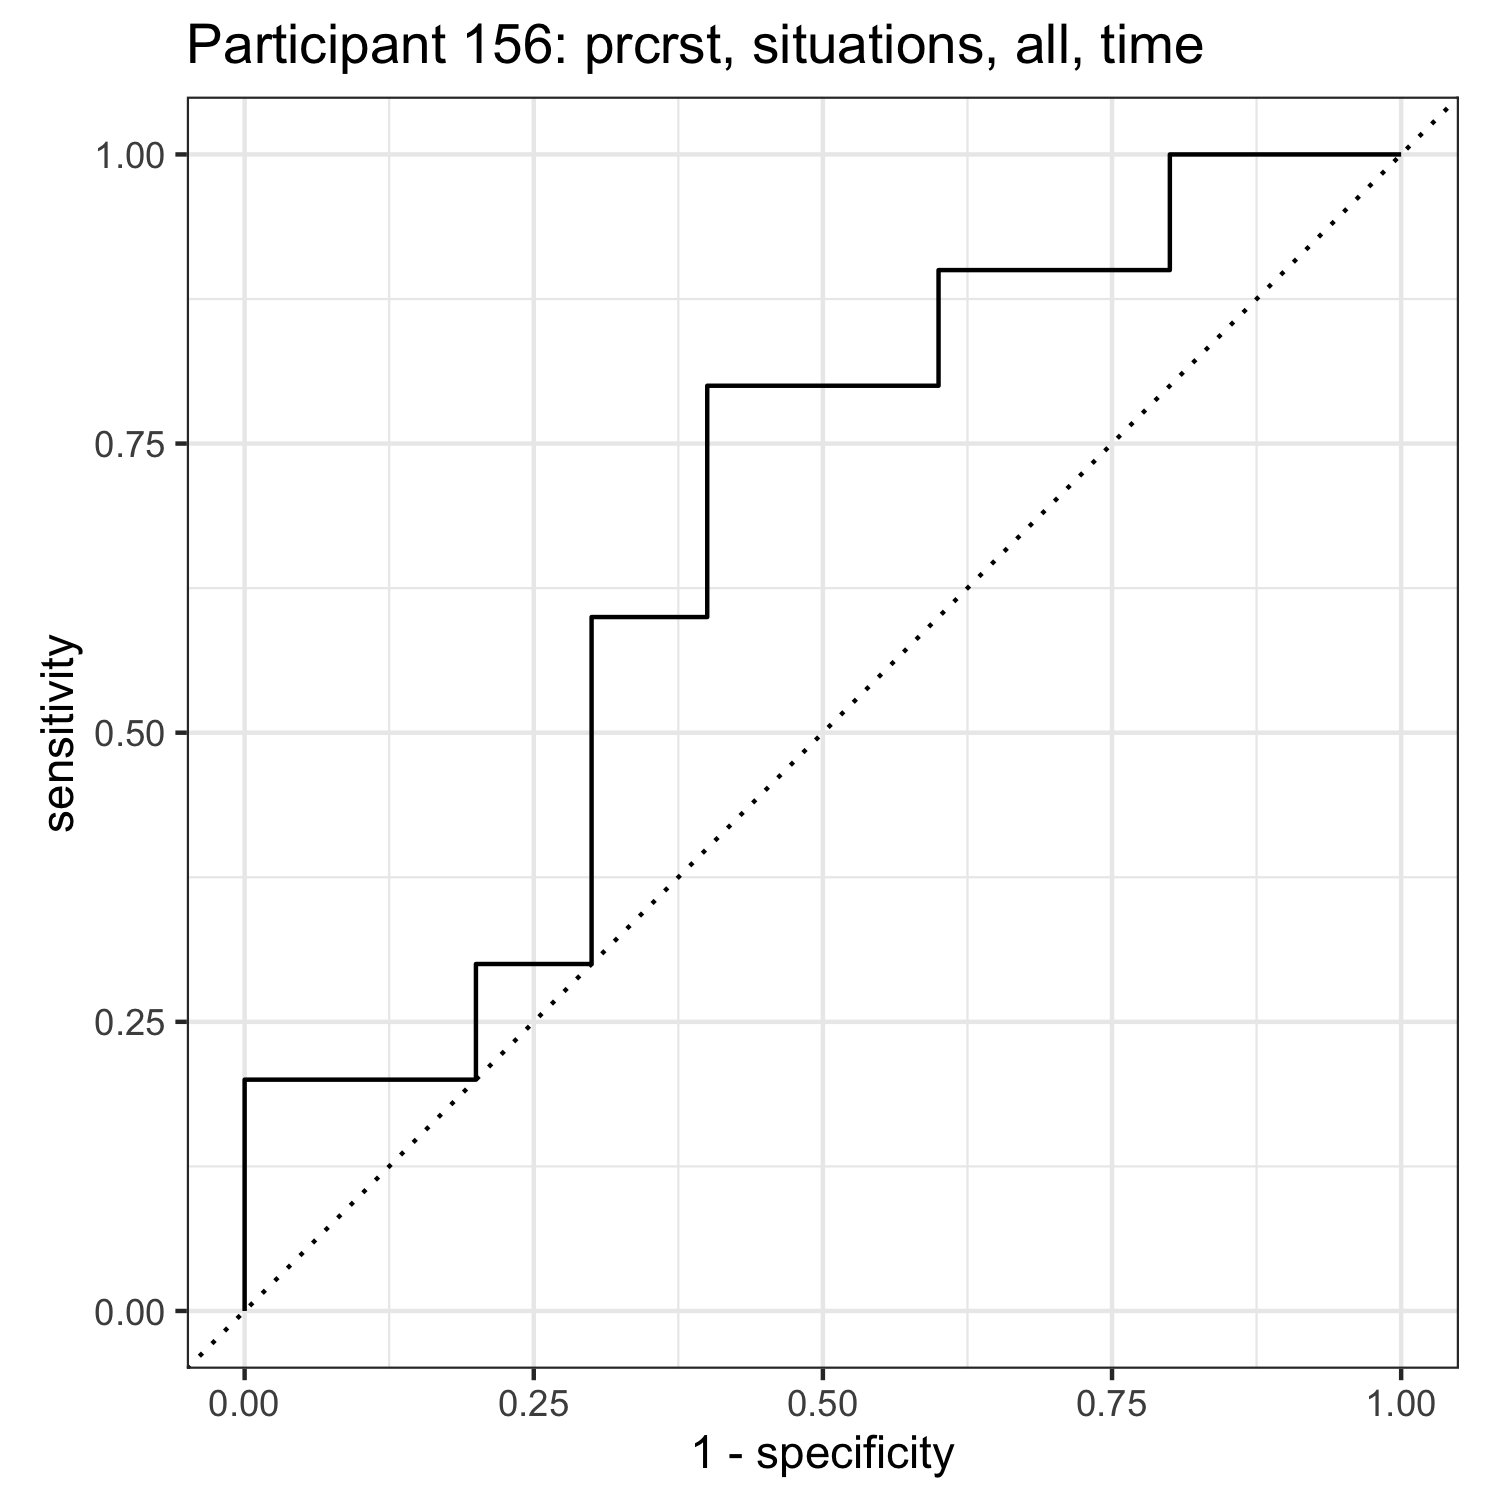 Participant 156: prcrst, situations, all, time
1.00
0.75
0.50
0.25
0.00
sensitivity
0.00 0.25 0.50 0.75 1.00
1 - specificity